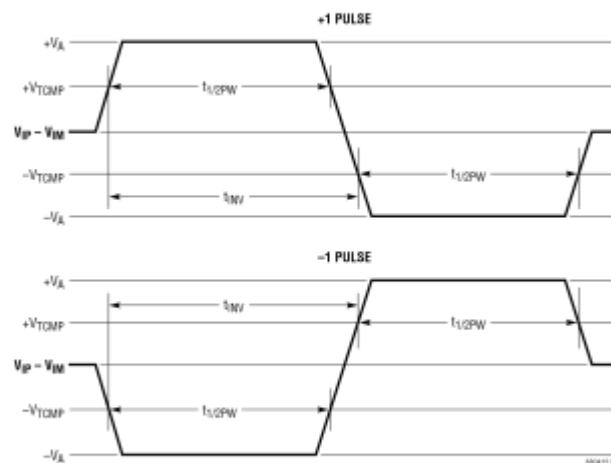 +1 PULSE
+VA
+VTCMP
t1/2PW
VIP – VIM
–VTCMP
t1/2PW
tINV
–VA
–1 PULSE
+VA
tINV
+VTCMP
t1/2PW
VIP – VIM
–VTCMP
t1/2PW
–VA